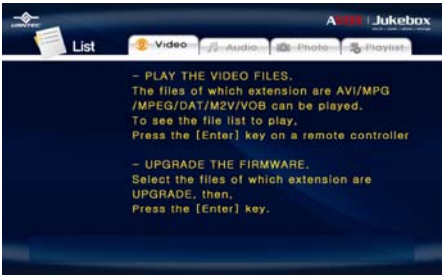 VANTEC
A | Jukebox
List
Video
Audio
Photo
Playlist
- PLAY THE VIDEO FILES.
The files of which extension are AVI/MPG
/MPEG/DAT/M2V/VOB can be played.
To see the file list to play,
Press the [Enter] key on a remote controller
- UPGRADE THE FIRMWARE.
Select the files of which extension are
UPGRADE, then,
Press the [Enter] key.